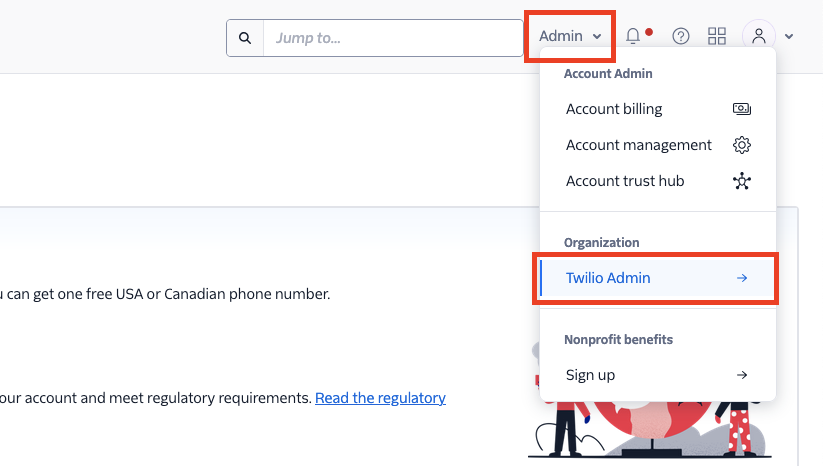 Jump to...
Admin
Account Admin
Account billing
Account management
Account trust hub
Organization
Twilio Admin
u can get one free USA or Canadian phone number.
Nonprofit benefits
Sign up
our account and meet regulatory requirements. Read the regulatory